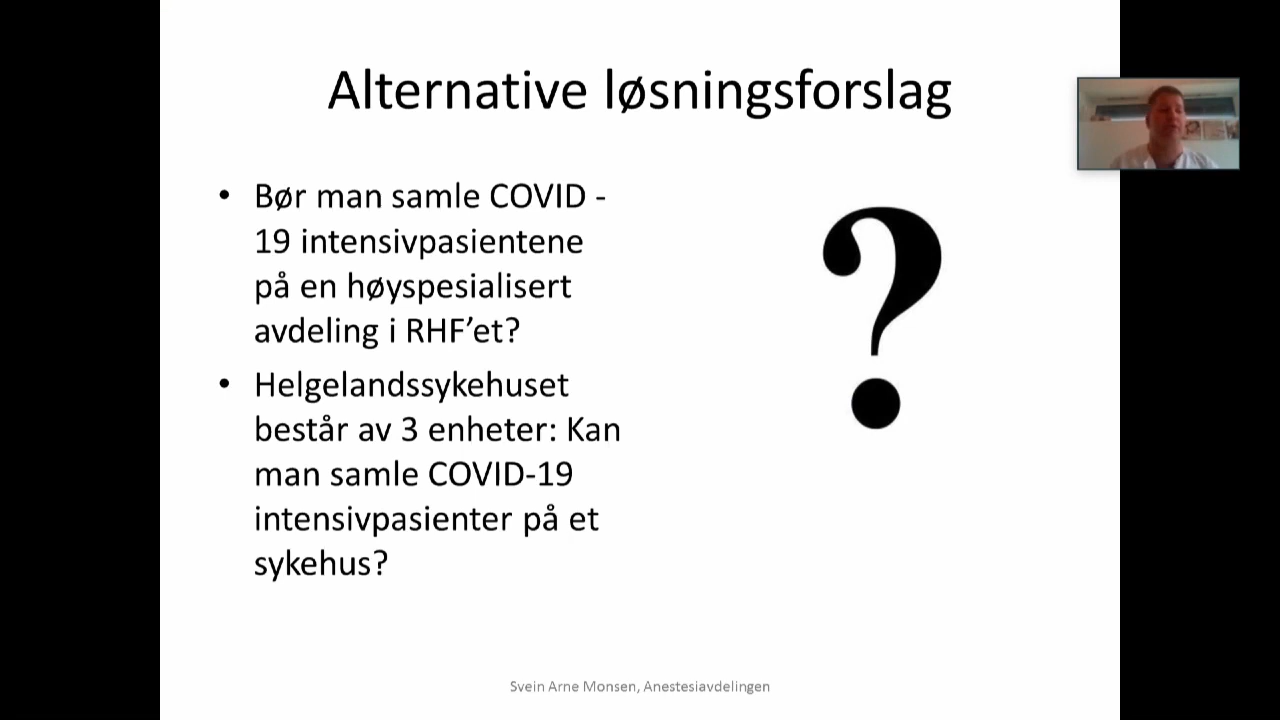 Alternative løsningsforslag
• Bør man samle COVID -
19 intensivpasientene
på en høyspesialisert
avdeling i RHF’et?
• Helgelandssykehuset
består av 3 enheter: Kan
man samle COVID-19
intensivpasienter på et
sykehus?
?
Svein Arne Monsen, Anestesiavdelingen